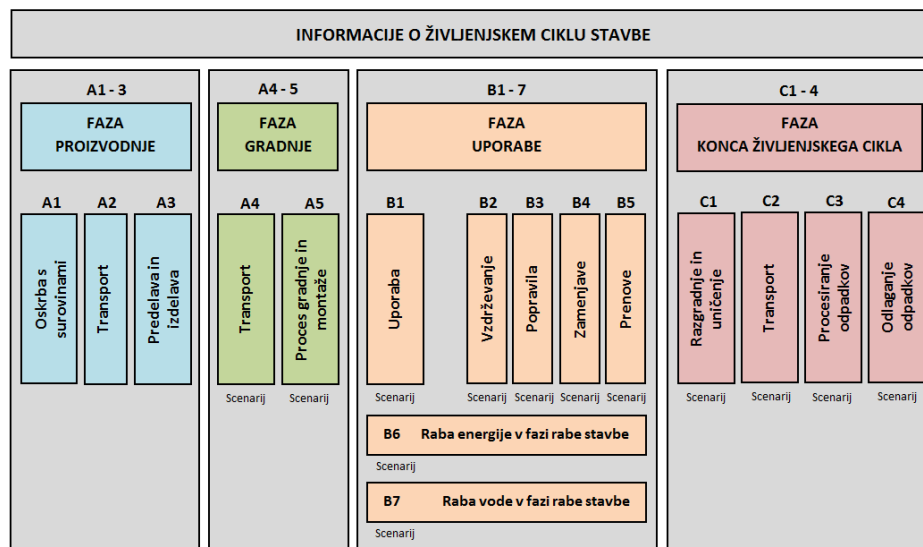 INFORMACIJE O ŽIVLJENJSKEM CIKLU STAVBE
A1 - 3
FAZA
PROIZVODNJE
A1
Oskrba s
surovinami
A2
Transport
A3
Predelava in
izdelava
A4 - 5
FAZA
GRADNJE
A4
Transport
Scenarij
A5
Proces gradnje in
montaže
Scenarij
B1 - 7
FAZA
UPORABE
B1
Uporaba
Scenarij
B2
Vzdrževanje
Scenarij
B3
Popravila
Scenarij
B4
Zamenjave
Scenarij
B5
Prenove
Scenarij
B6 Raba energije v fazi rabe stavbe
Scenarij
B7 Raba vode v fazi rabe stavbe
Scenarij
C1 - 4
FAZA
KONCA ŽIVLJENJSKEGA CIKLA
C1
Razgradnje in
uničenje
Scenarij
C2
Transport
Scenarij
C3
Procesiranje
odpadkov
Scenarij
C4
Odlaganje
odpadkov
Scenarij